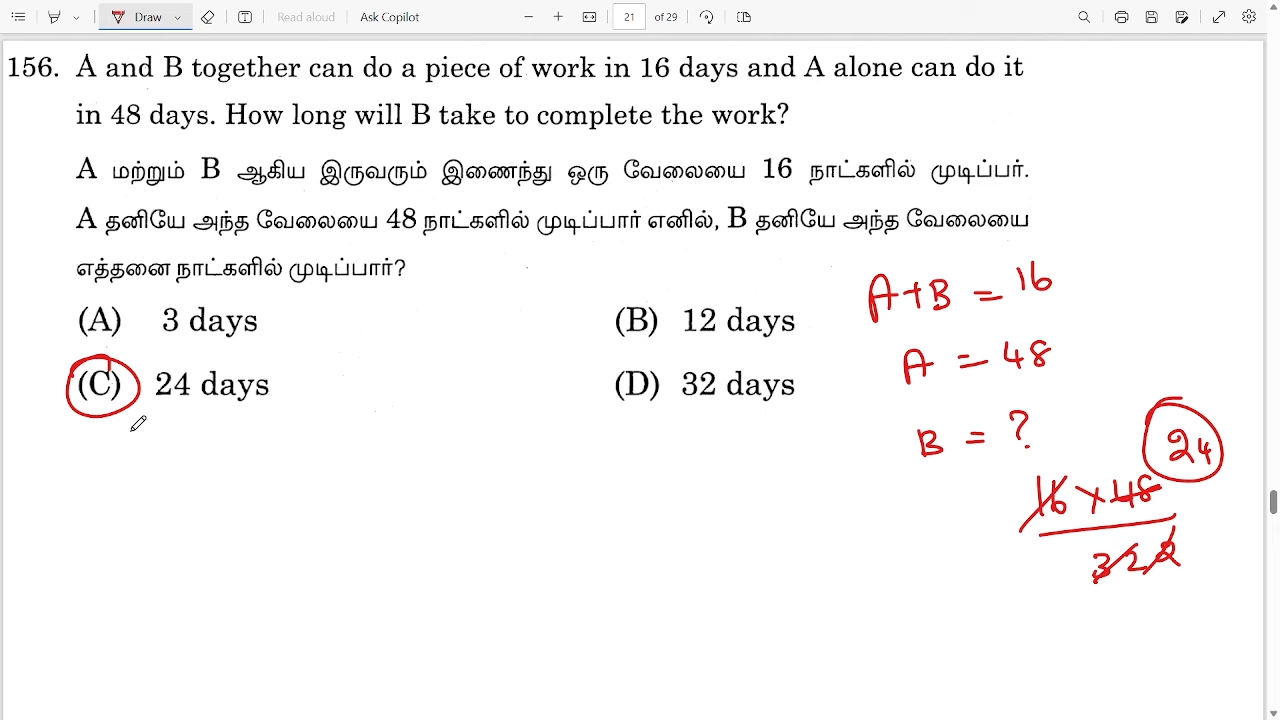 Draw
Read aloud
Ask Copilot
21 of 29
156. A and B together can do a piece of work in 16 days and A alone can do it
in 48 days. How long will B take to complete the work?
A மற்றும் B ஆகிய இருவரும் இணைந்து ஒரு வேலையை 16 நாட்களில் முடிப்பர்.
A தனியே அந்த வேலையை 48 நாட்களில் முடிப்பார் எனில், B தனியே அந்த வேலையை
எத்தனை நாட்களில் முடிப்பார்?
(A) 3 days
(B) 12 days
(C) 24 days
(D) 32 days
A+B = 16
A = 48
B = ?
24
16 × 48
32 2